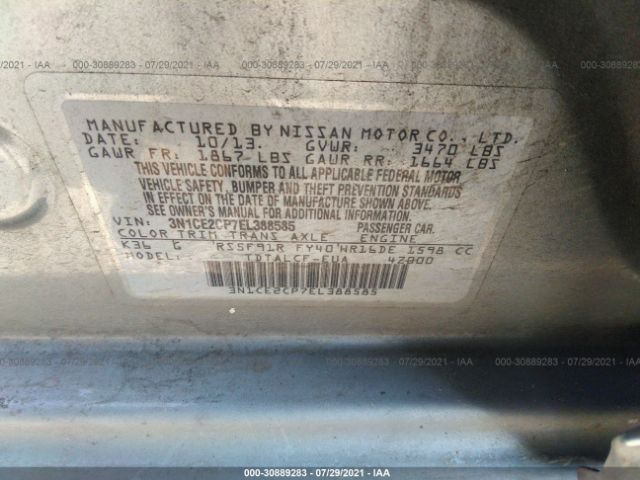 000-30889283 - 07/29/2021 - IAA
MANUFACTURED BY NISSAN MOTOR CO., LTD.
DATE: 10/13. GVWR: 3470 LBS
GAWR FR: 1867 LBS GAWR RR: 1664 LBS
THIS VEHICLE CONFORMS TO ALL APPLICABLE FEDERAL MOTOR
VEHICLE SAFETY, BUMPER AND THEFT PREVENTION STANDARDS
IN EFFECT ON THE DATE OF MANUFACTURE SHOWN ABOVE.
SEE OWNER'S MANUAL FOR ADDITIONAL INFORMATION.
VIN: 3N1CE2CP7EL388585 PASSENGER CAR.
COLOR TRIM TRANS AXLE ENGINE
K36 G RS5F91R FY40 WR16DE 1598 CC
MODEL: TDTALCF-EUA 42000
3N1CE2CP7EL388585
000-30889283 - 07/29/2021 - IAA